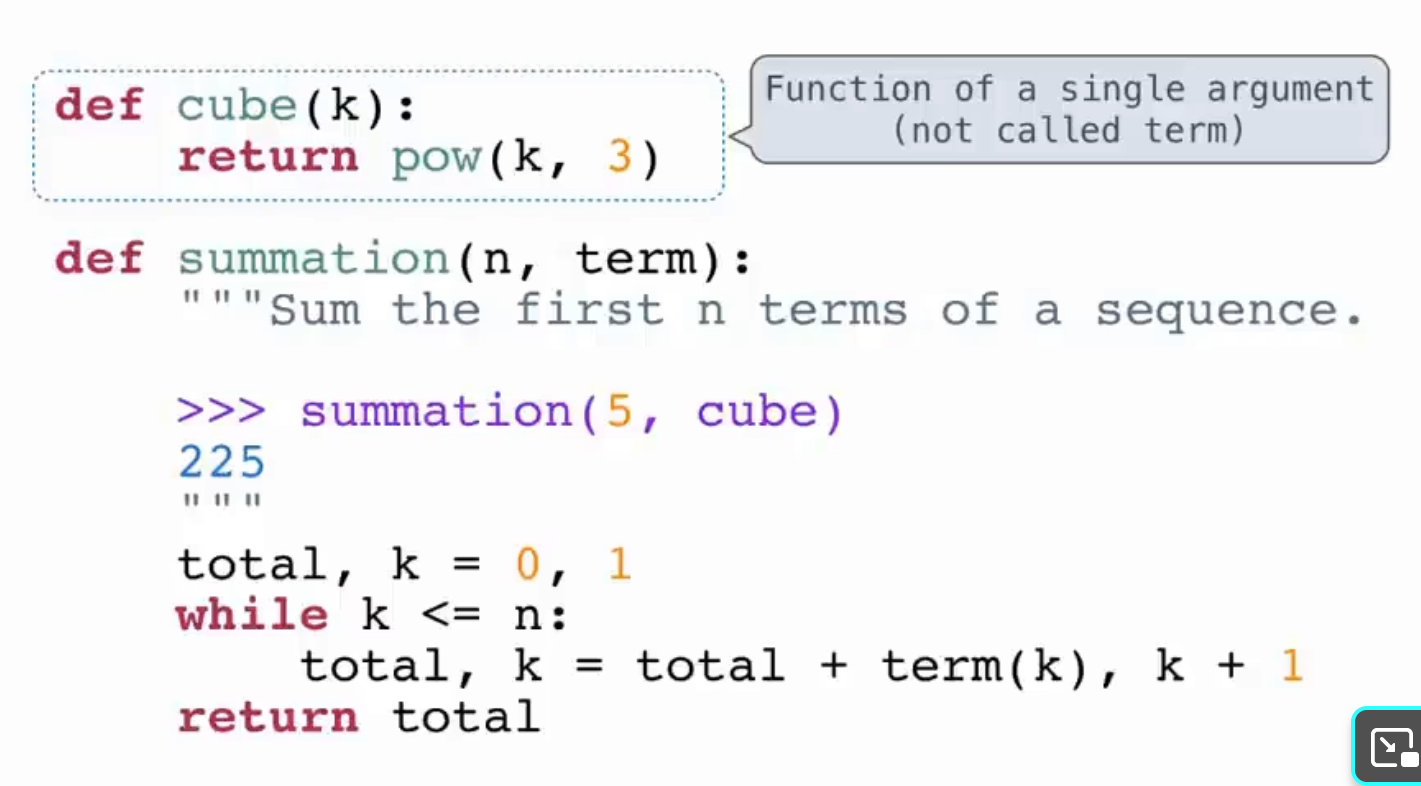 def cube(k):
    return pow(k, 3)
Function of a single argument
(not called term)
def summation(n, term):
    """Sum the first n terms of a sequence.
    >>> summation(5, cube)
    225
    """
    total, k = 0, 1
    while k <= n:
        total, k = total + term(k), k + 1
    return total